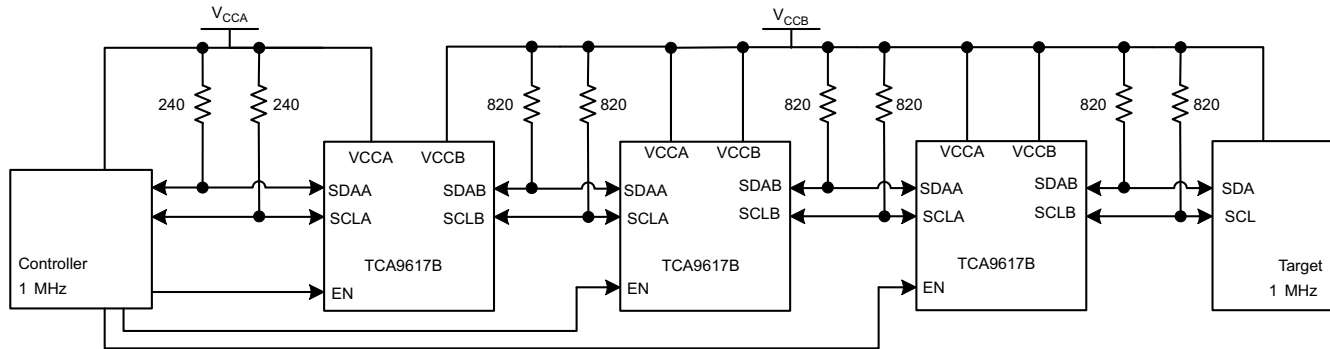 VCCA
VCCB
240
240
820
820
820
820
820
820
VCCA
VCCB
VCCA
VCCB
VCCA
VCCB
SDAA
SDAB
SDAA
SDAB
SDAA
SDAB
SDA
SCLA
SCLB
SCLA
SCLB
SCLA
SCLB
SCL
Controller
1 MHz
TCA9617B
TCA9617B
TCA9617B
Target
1 MHz
EN
EN
EN